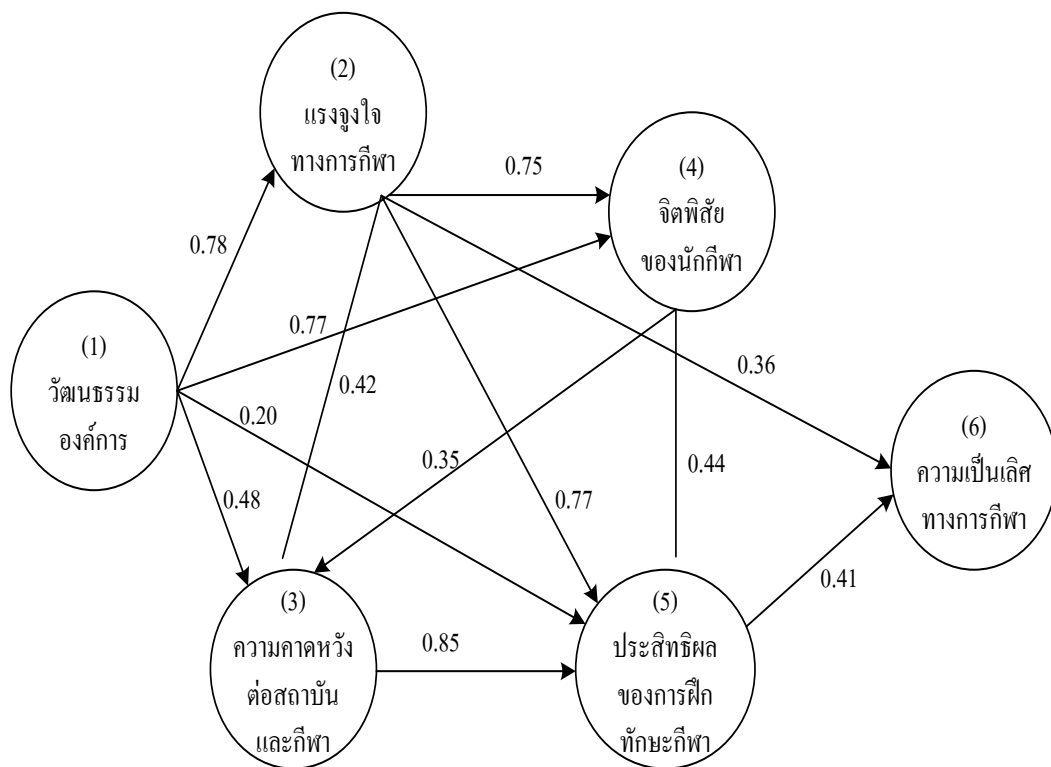 (2)
แรงจูงใจ
ทางการกีฬา
0.75
(4)
จิตพิสัย
ของนักกีฬา
0.78
0.77
(1)
วัฒนธรรม
องค์การ
0.42
0.36
0.20
0.35
0.44
(6)
ความเป็นเลิศ
ทางการกีฬา
0.48
0.77
0.41
(3)
ความคาดหวัง
ต่อสถาบัน
และกีฬา
0.85
(5)
ประสิทธิผล
ของการฝึก
ทักษะกีฬา